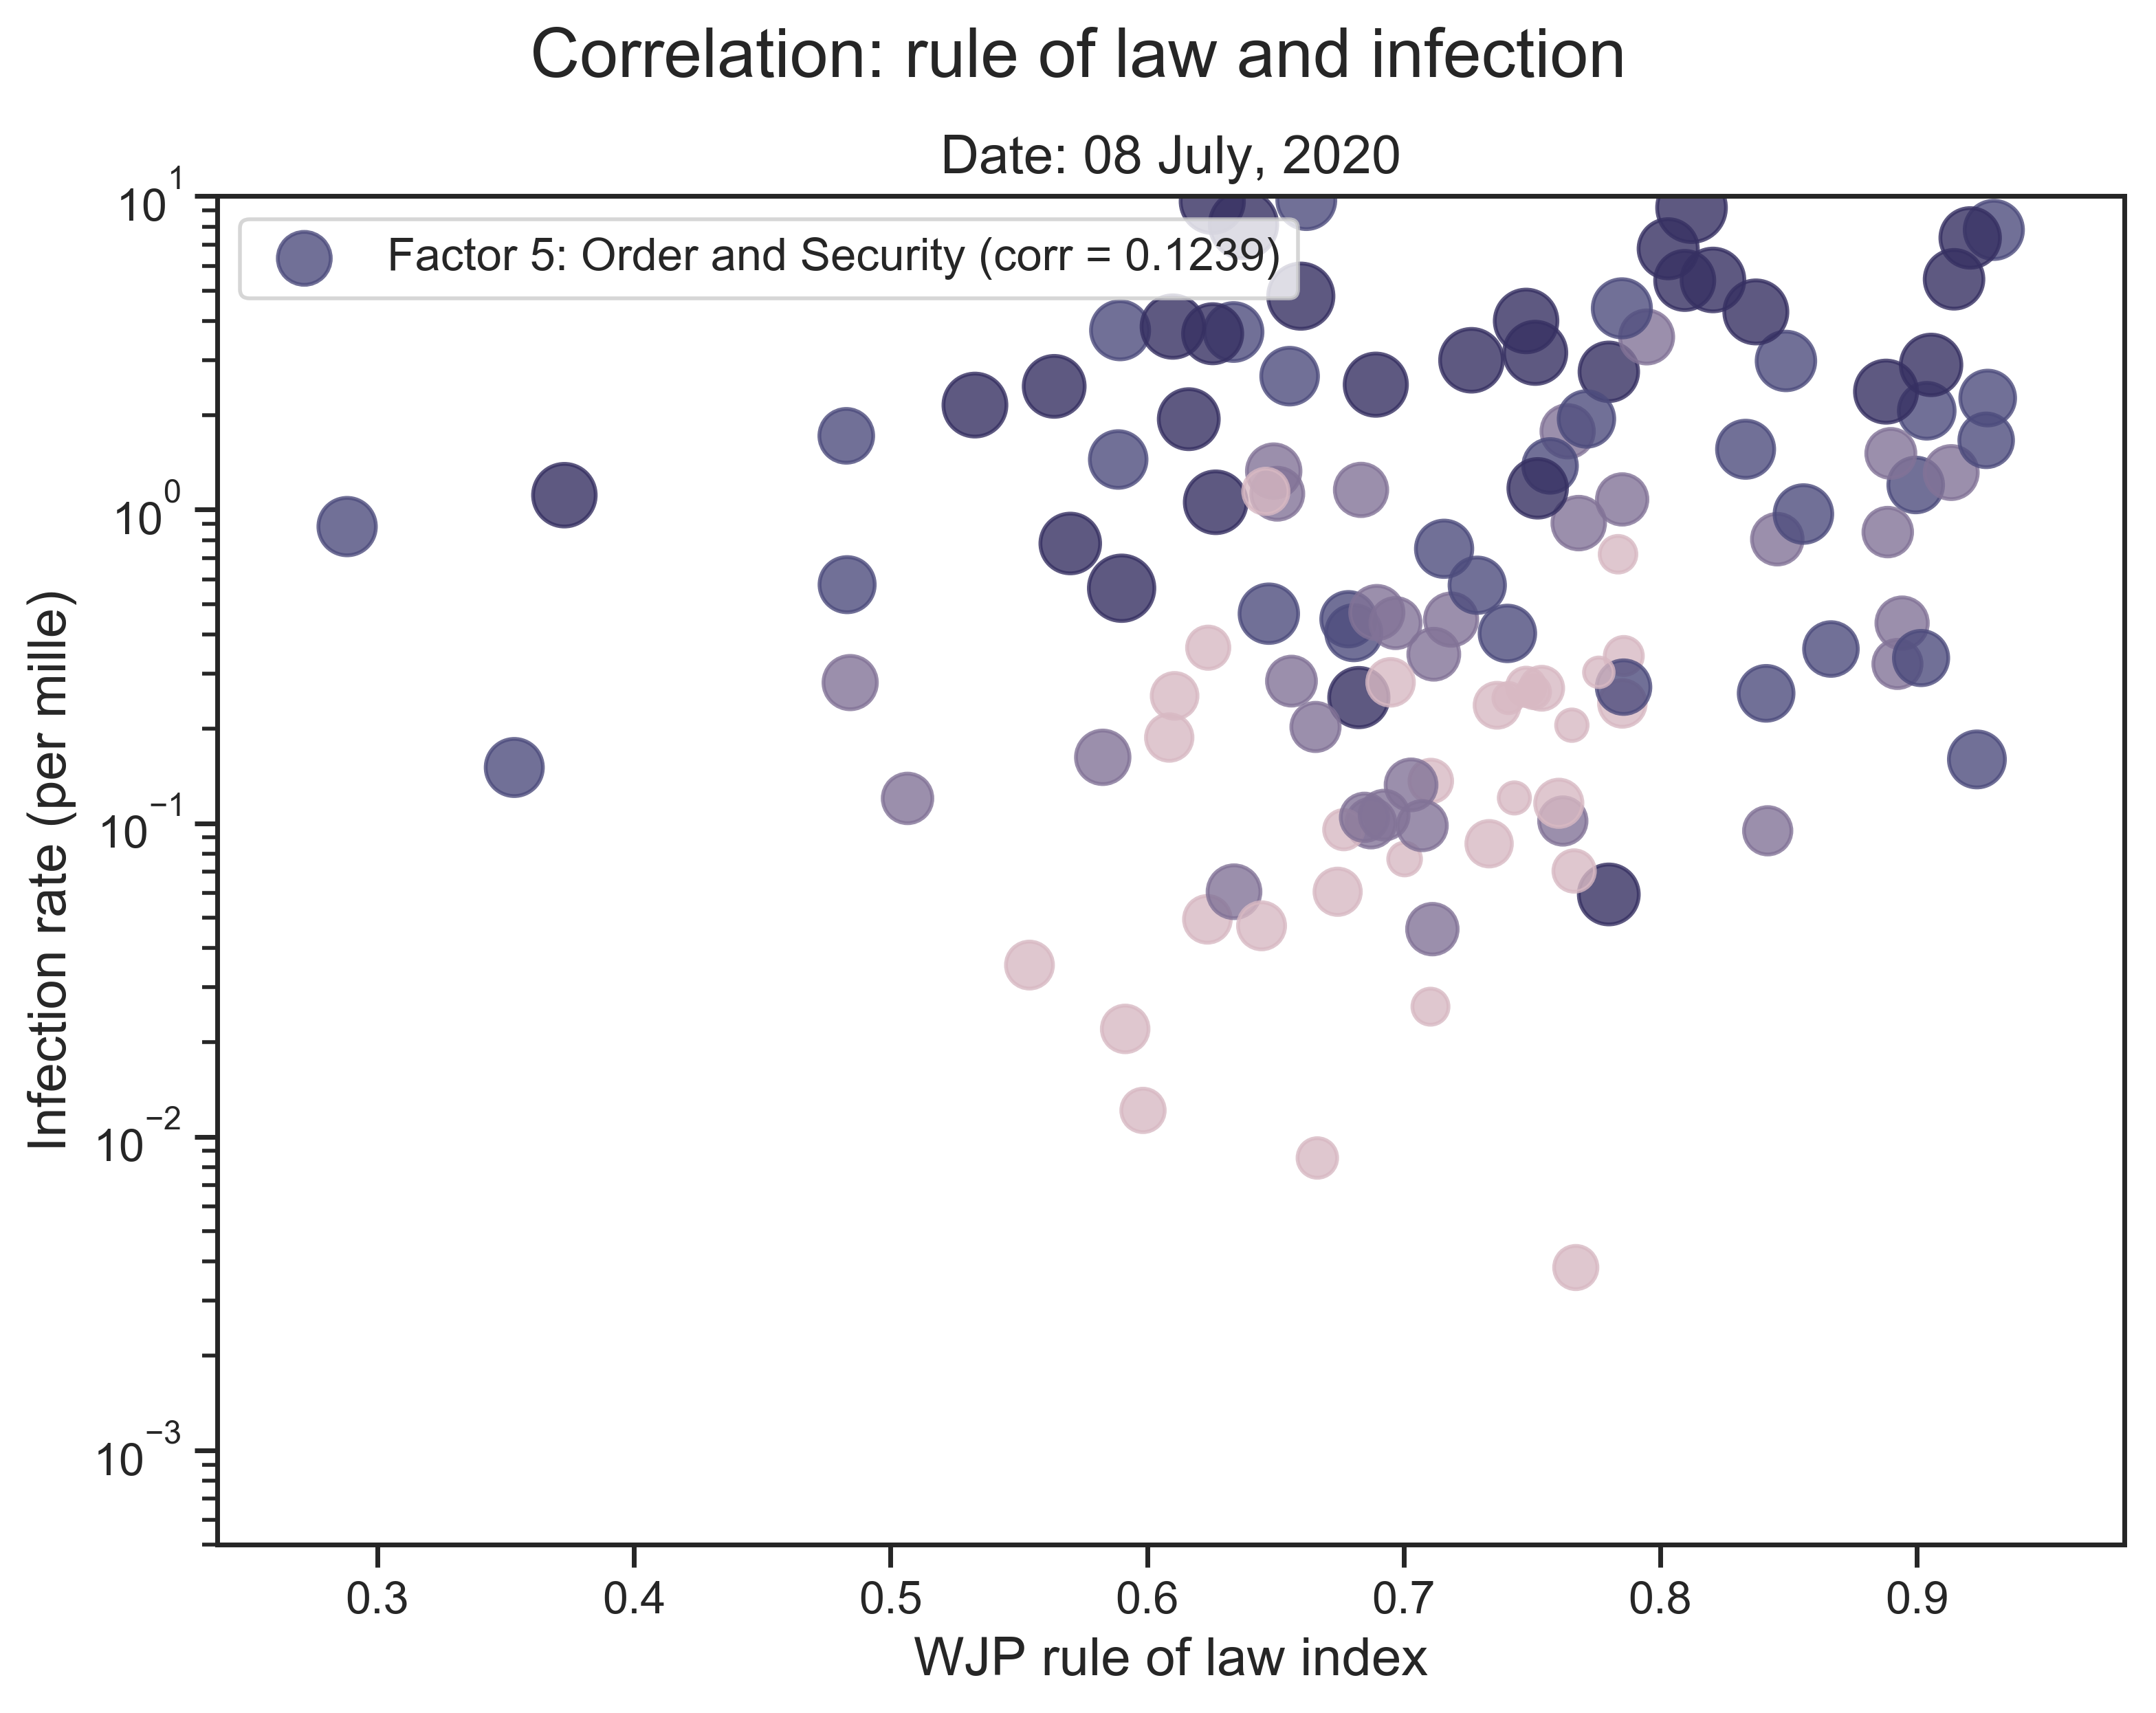 Correlation: rule of law and infection
Date: 08 July, 2020
Factor 5: Order and Security (corr = 0.1239)
Infection rate (per mille)
10^1
10^0
10^−1
10^−2
10^−3
0.3 0.4 0.5 0.6 0.7 0.8 0.9
WJP rule of law index